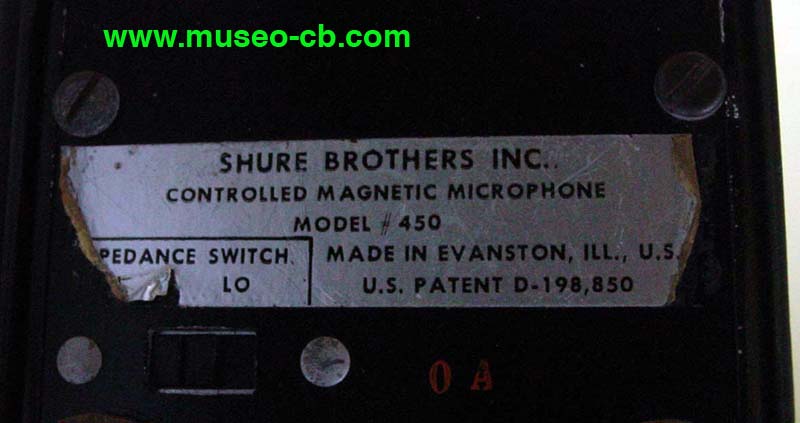 www.museo-cb.com
SHURE BROTHERS INC.
CONTROLLED MAGNETIC MICROPHONE
MODEL #450
PEDANCE SWITCH
MADE IN EVANSTON, ILL., U.S.
LO
U.S. PATENT D-198,850
0 A